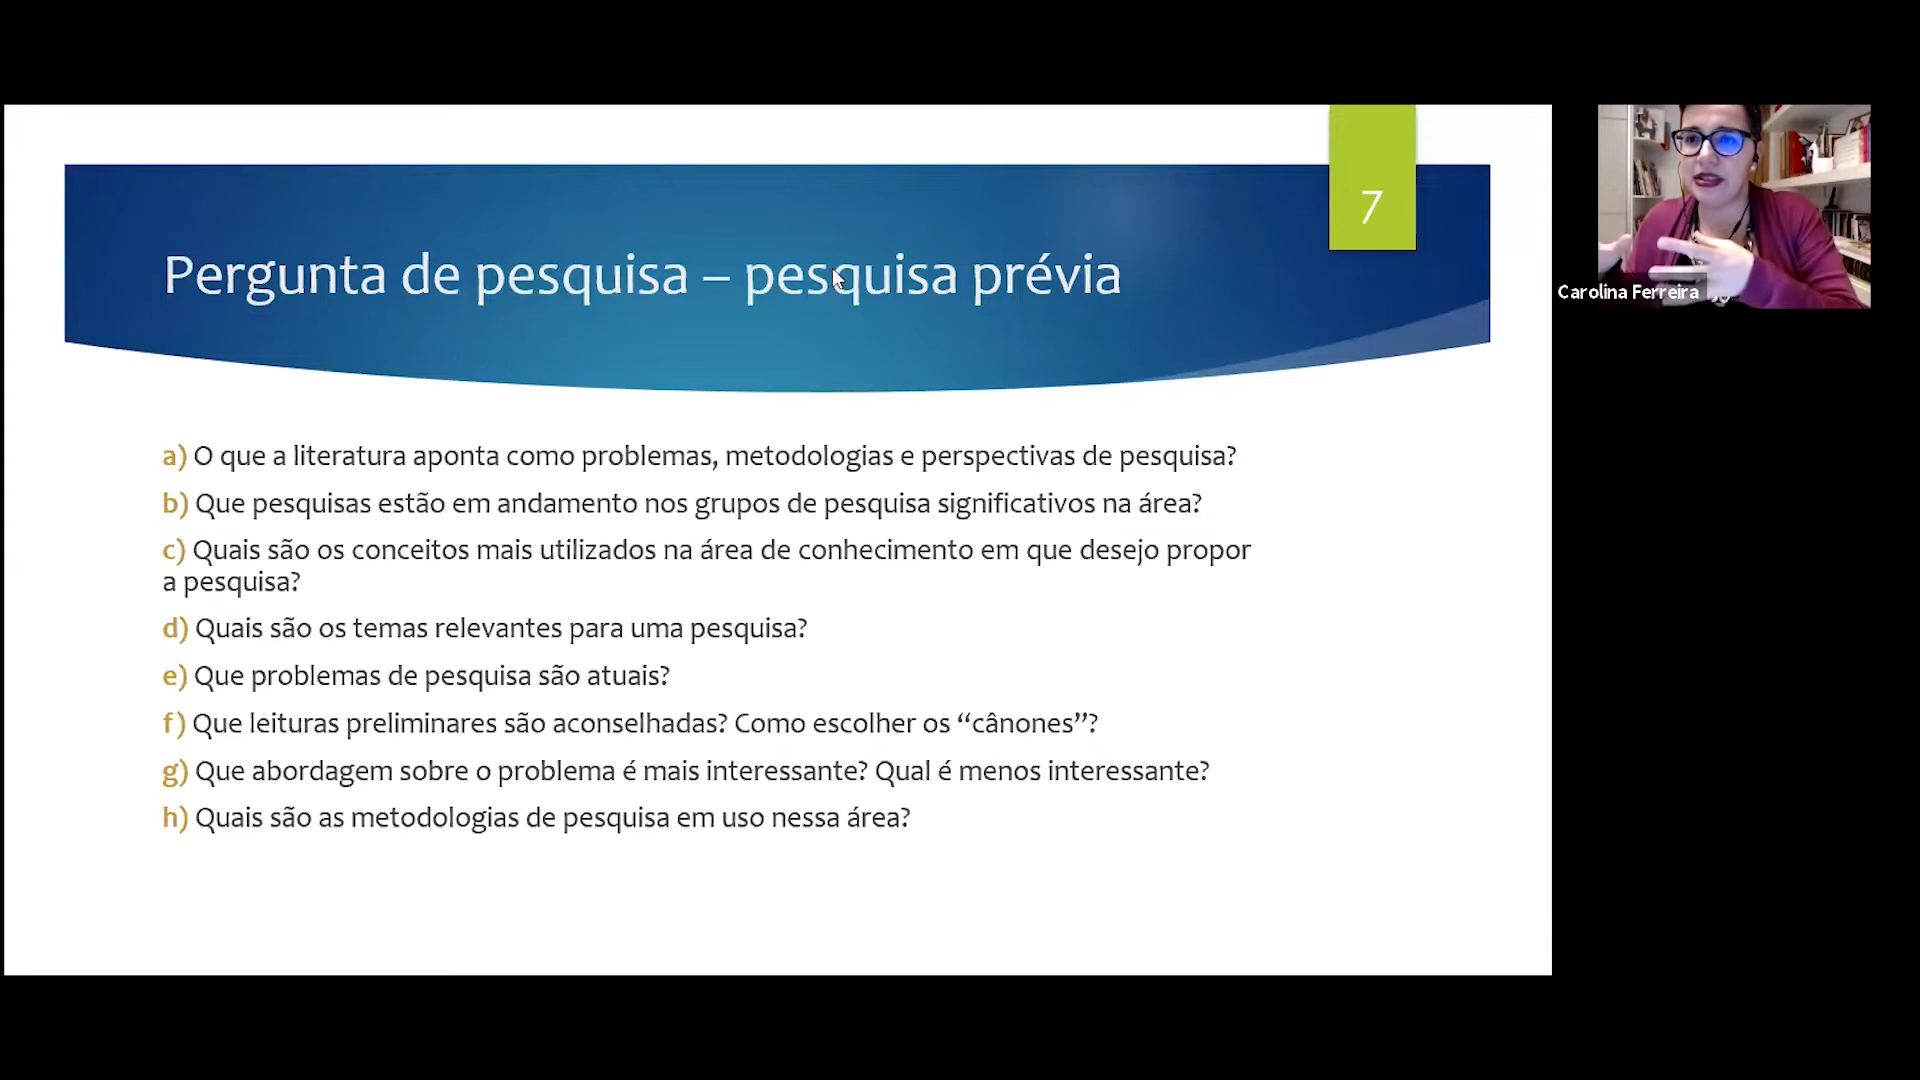 7
Pergunta de pesquisa – pesquisa prévia
Carolina Ferreira
a) O que a literatura aponta como problemas, metodologias e perspectivas de pesquisa?
b) Que pesquisas estão em andamento nos grupos de pesquisa significativos na área?
c) Quais são os conceitos mais utilizados na área de conhecimento em que desejo propor
a pesquisa?
d) Quais são os temas relevantes para uma pesquisa?
e) Que problemas de pesquisa são atuais?
f) Que leituras preliminares são aconselhadas? Como escolher os “cânones”?
g) Que abordagem sobre o problema é mais interessante? Qual é menos interessante?
h) Quais são as metodologias de pesquisa em uso nessa área?